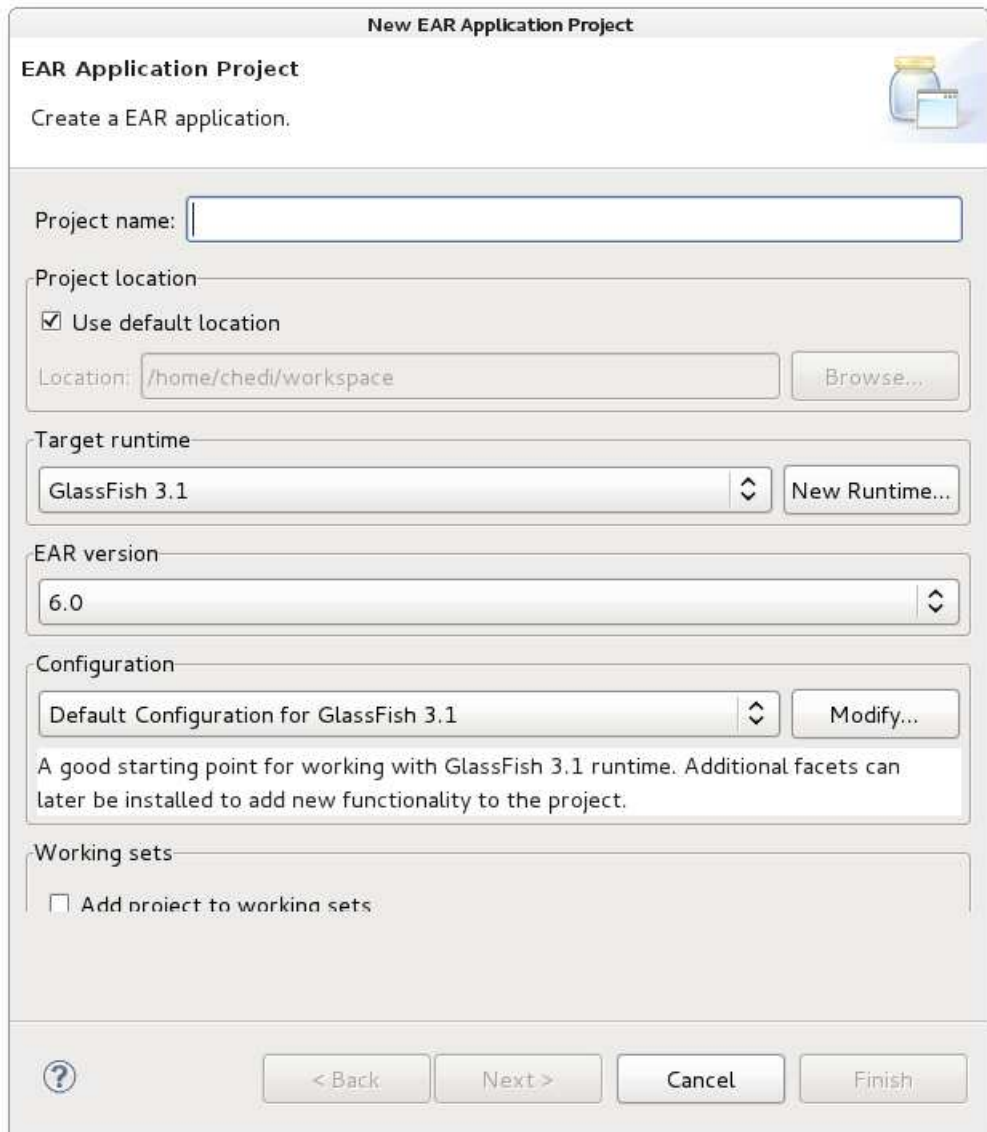 New EAR Application Project
EAR Application Project
Create a EAR application.
Project name:
Project location
Use default location
Location: /home/chedi/workspace Browse...
Target runtime
GlassFish 3.1 New Runtime...
EAR version
6.0
Configuration
Default Configuration for GlassFish 3.1 Modify...
A good starting point for working with GlassFish 3.1 runtime. Additional facets can
later be installed to add new functionality to the project.
Working sets
Add project to working sets
? < Back Next > Cancel Finish